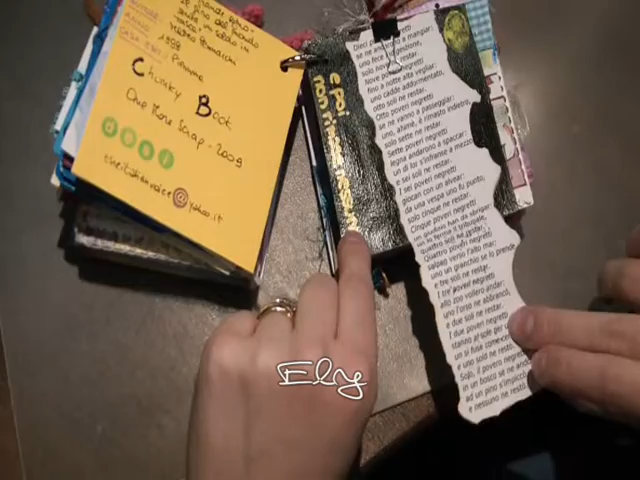 Chunky Book
One More Scrap - 2009
Ely
theitalianvoice@yahoo.it
e poi
non rimase nessuno
Dieci poveri negretti
se ne andarono a mangiar:
uno fece indigestione,
solo nove ne restar.
Nove poveri negretti
fino a notte alta vegliar:
uno cadde addormentato,
otto soli ne restar.
Otto poveri negretti
se ne vanno a passeggiar:
uno, ahimè, è rimasto indietro,
solo sette ne restar.
Sette poveri negretti
legna andarono a spaccar:
un di lor s'infranse a mezzo
e sei soli ne restar.
I sei poveri negretti
giocan con un alvear:
da una vespa uno fu punto,
solo cinque ne restar.
Cinque poveri negretti
un giudizio han da sbrigar:
un lo ferma il tribunale,
quattro soli ne restar.
Quattro poveri negretti
salpan verso l'alto mar:
uno un granchio se lo prende
e tre soli ne restar.
I tre poveri negretti
allo zoo vollero andar:
uno l'orso ne abbrancò,
e due soli ne restar.
I due poveri negretti
stanno al sole per
un si fuse come
e uno solo ne restò.
Solo, il povero negretto
in un bosco se ne andò:
ad un pino s'impiccò
e nessuno ne restò.
Ely